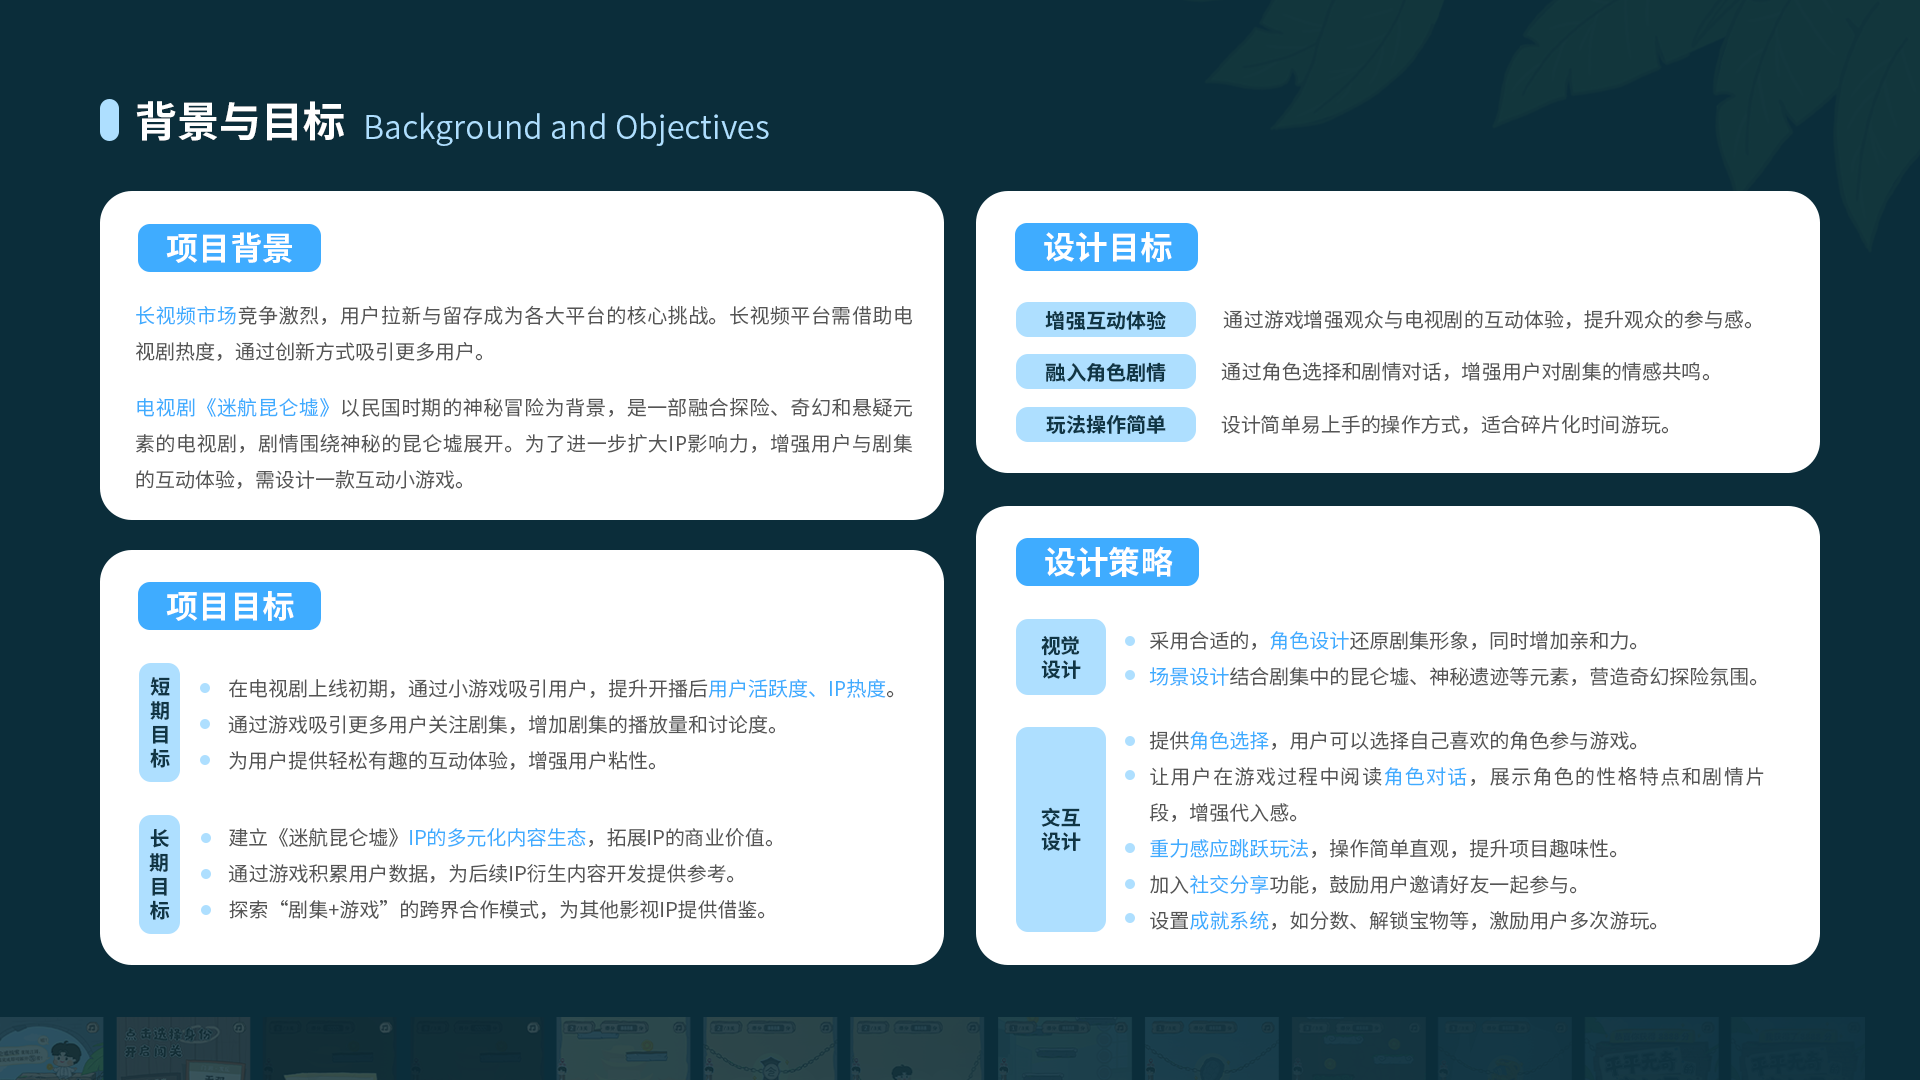 背景与目标 Background and Objectives
项目背景
长视频市场竞争激烈，用户拉新与留存成为各大平台的核心挑战。长视频平台需借助电
视剧热度，通过创新方式吸引更多用户。
电视剧《迷航昆仑墟》以民国时期的神秘冒险为背景，是一部融合探险、奇幻和悬疑元
素的电视剧，剧情围绕神秘的昆仑墟展开。为了进一步扩大IP影响力，增强用户与剧集
的互动体验，需设计一款互动小游戏。
项目目标
短期目标
在电视剧上线初期，通过小游戏吸引用户，提升开播后用户活跃度、IP热度。
通过游戏吸引更多用户关注剧集，增加剧集的播放量和讨论度。
为用户提供轻松有趣的互动体验，增强用户粘性。
长期目标
建立《迷航昆仑墟》IP的多元化内容生态，拓展IP的商业价值。
通过游戏积累用户数据，为后续IP衍生内容开发提供参考。
探索“剧集+游戏”的跨界合作模式，为其他影视IP提供借鉴。
设计目标
增强互动体验 通过游戏增强观众与电视剧的互动体验，提升观众的参与感。
融入角色剧情 通过角色选择和剧情对话，增强用户对剧集的情感共鸣。
玩法操作简单 设计简单易上手的操作方式，适合碎片化时间游玩。
设计策略
视觉
设计
采用合适的，角色设计还原剧集形象，同时增加亲和力。
场景设计结合剧集中的昆仑墟、神秘遗迹等元素，营造奇幻探险氛围。
交互
设计
提供角色选择，用户可以选择自己喜欢的角色参与游戏。
让用户在游戏过程中阅读角色对话，展示角色的性格特点和剧情片
段，增强代入感。
重力感应跳跃玩法，操作简单直观，提升项目趣味性。
加入社交分享功能，鼓励用户邀请好友一起参与。
设置成就系统，如分数、解锁宝物等，激励用户多次游玩。
点击选择身份
开启闯关